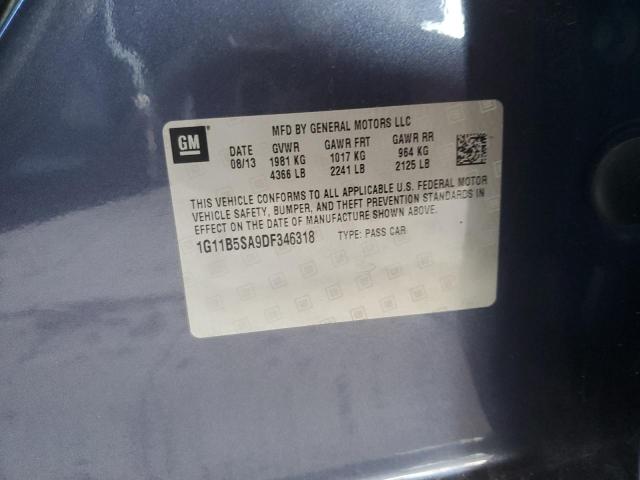 MFD BY GENERAL MOTORS LLC
GM
DATE GVWR GAWR FRT GAWR RR
08/13 1981 KG 1017 KG 964 KG
4366 LB 2241 LB 2125 LB
THIS VEHICLE CONFORMS TO ALL APPLICABLE U.S. FEDERAL MOTOR
VEHICLE SAFETY, BUMPER, AND THEFT PREVENTION STANDARDS IN
EFFECT ON THE DATE OF MANUFACTURE SHOWN ABOVE.
1G11B5SA9DF346318 TYPE: PASS CAR